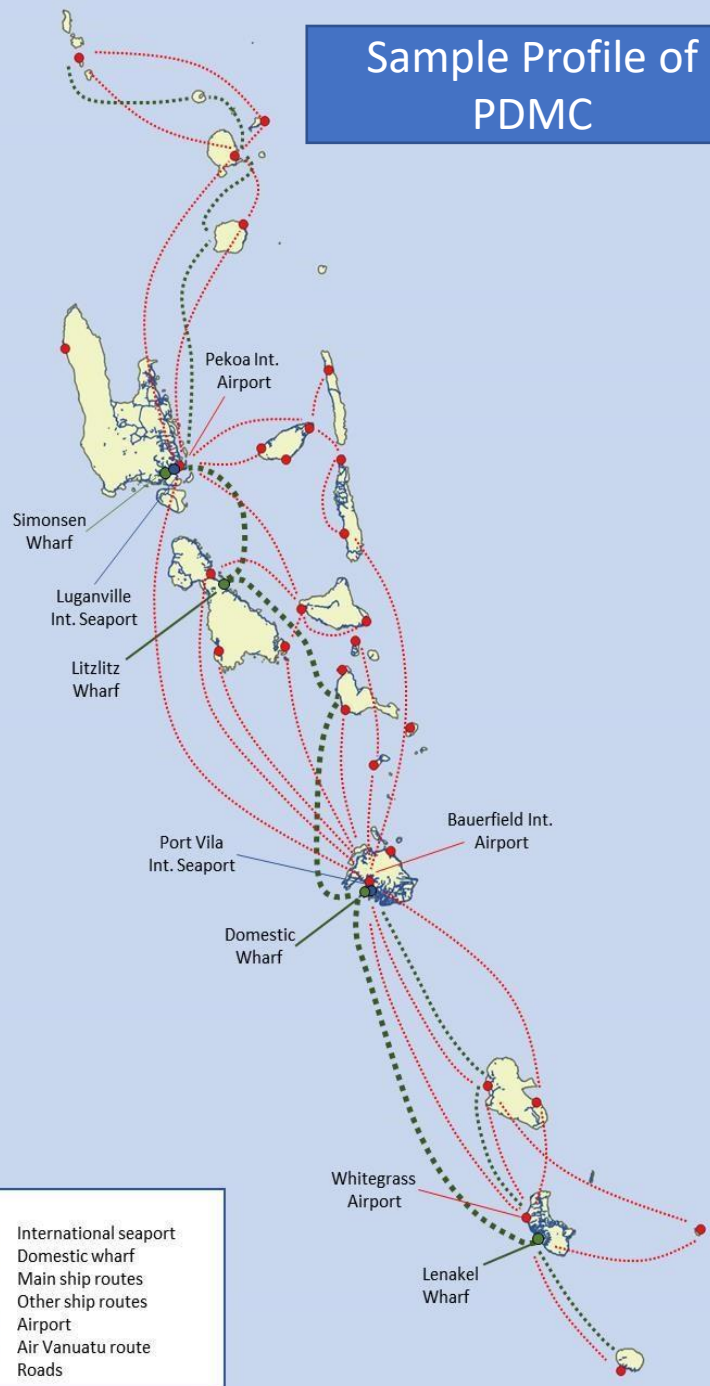 Sample Profile of
PDMC
Pekoa Int.
Airport
Simonsen
Wharf
Luganville
Int. Seaport
Litzlitz
Wharf
Port Vila
Int. Seaport
Bauerfield Int.
Airport
Domestic
Wharf
Whitegrass
Airport
Lenakel
Wharf
International seaport
Domestic wharf
Main ship routes
Other ship routes
Airport
Air Vanuatu route
Roads